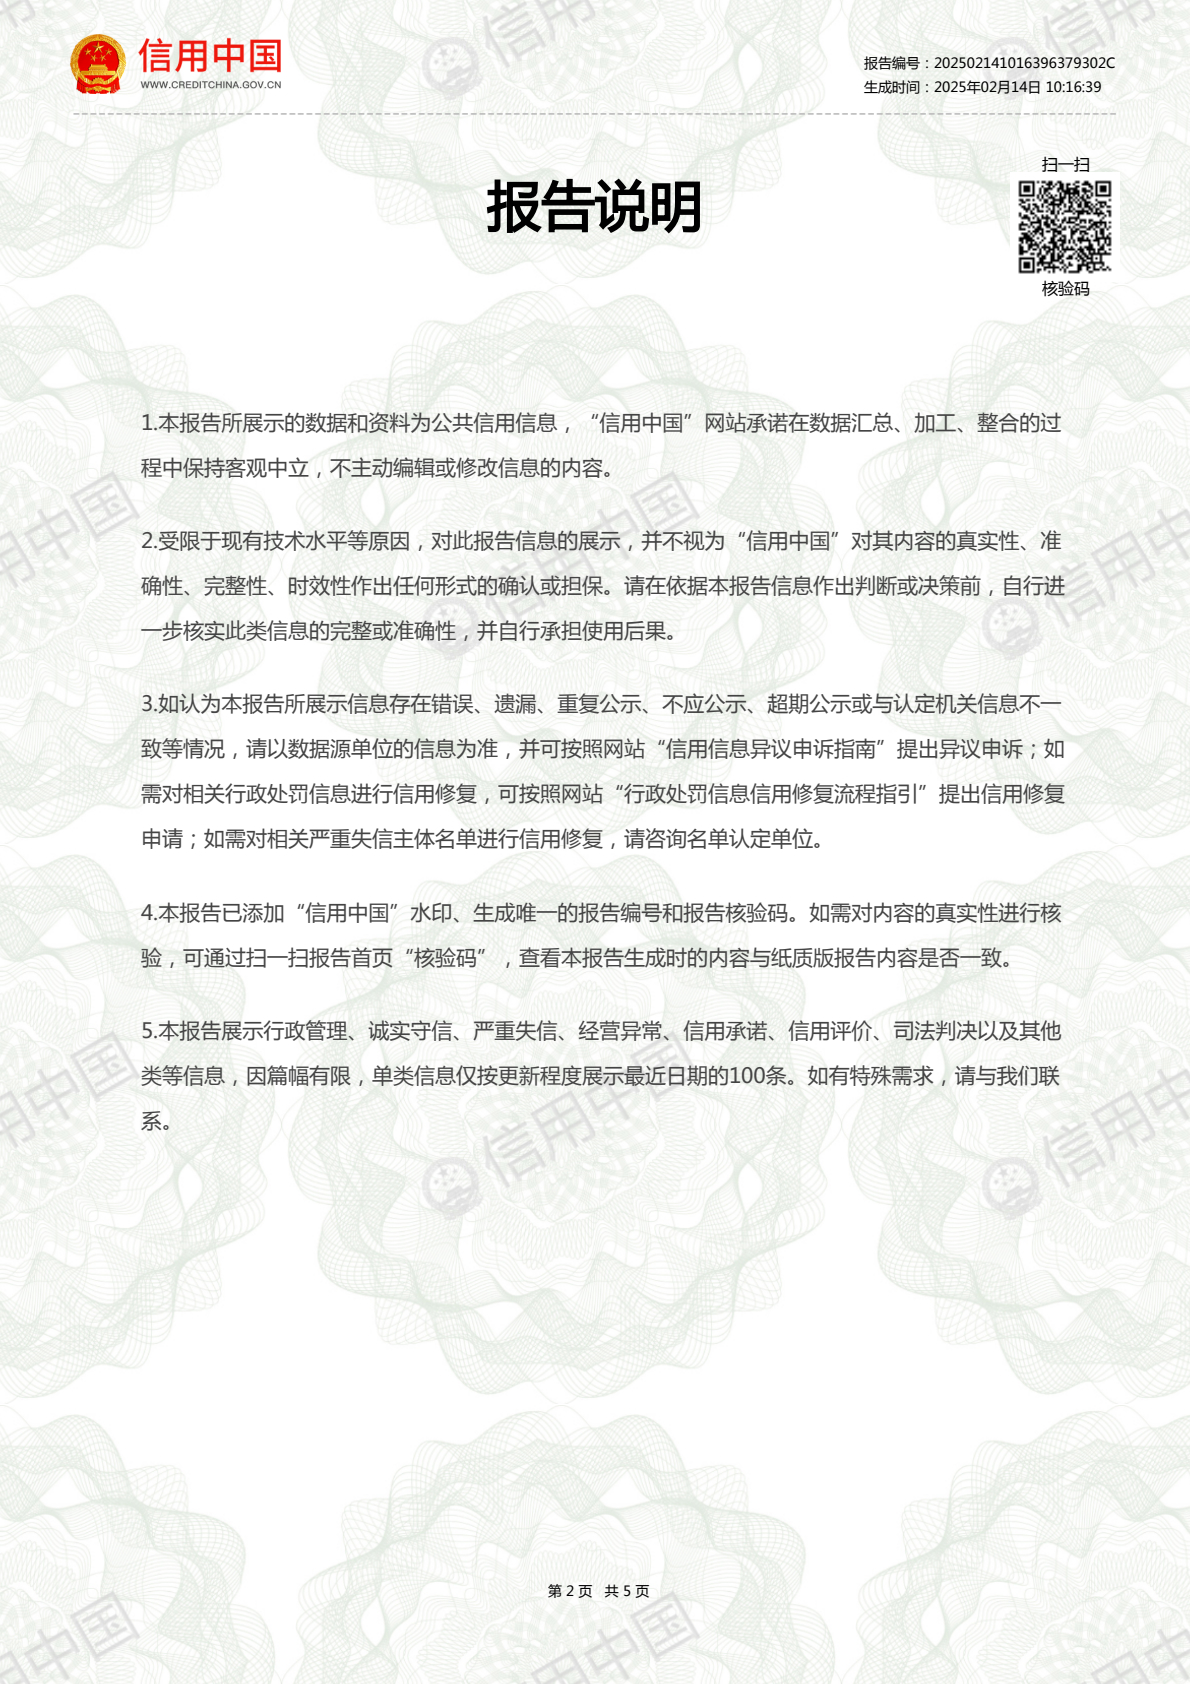 信用中国
WWW.CREDITCHINA.GOV.CN
报告编号：202502141016396379302C
生成时间：2025年02月14日 10:16:39
扫一扫
报告说明
核验码
1.本报告所展示的数据和资料为公共信用信息，“信用中国”网站承诺在数据汇总、加工、整合的过
程中保持客观中立，不主动编辑或修改信息的内容。
2.受限于现有技术水平等原因，对此报告信息的展示，并不视为“信用中国”对其内容的真实性、准
确性、完整性、时效性作出任何形式的确认或担保。请在依据本报告信息作出判断或决策前，自行进
一步核实此类信息的完整或准确性，并自行承担使用后果。
3.如认为本报告所展示信息存在错误、遗漏、重复公示、不应公示、超期公示或与认定机关信息不一
致等情况，请以数据源单位的信息为准，并可按照网站“信用信息异议申诉指南”提出异议申诉；如
需对相关行政处罚信息进行信用修复，可按照网站“行政处罚信息信用修复流程指引”提出信用修复
申请；如需对相关严重失信主体名单进行信用修复，请咨询名单认定单位。
4.本报告已添加“信用中国”水印、生成唯一的报告编号和报告核验码。如需对内容的真实性进行核
验，可通过扫一扫报告首页“核验码”，查看本报告生成时的内容与纸质版报告内容是否一致。
5.本报告展示行政管理、诚实守信、严重失信、经营异常、信用承诺、信用评价、司法判决以及其他
类等信息，因篇幅有限，单类信息仅按更新程度展示最近日期的100条。如有特殊需求，请与我们联
系。
第 2 页 共 5 页